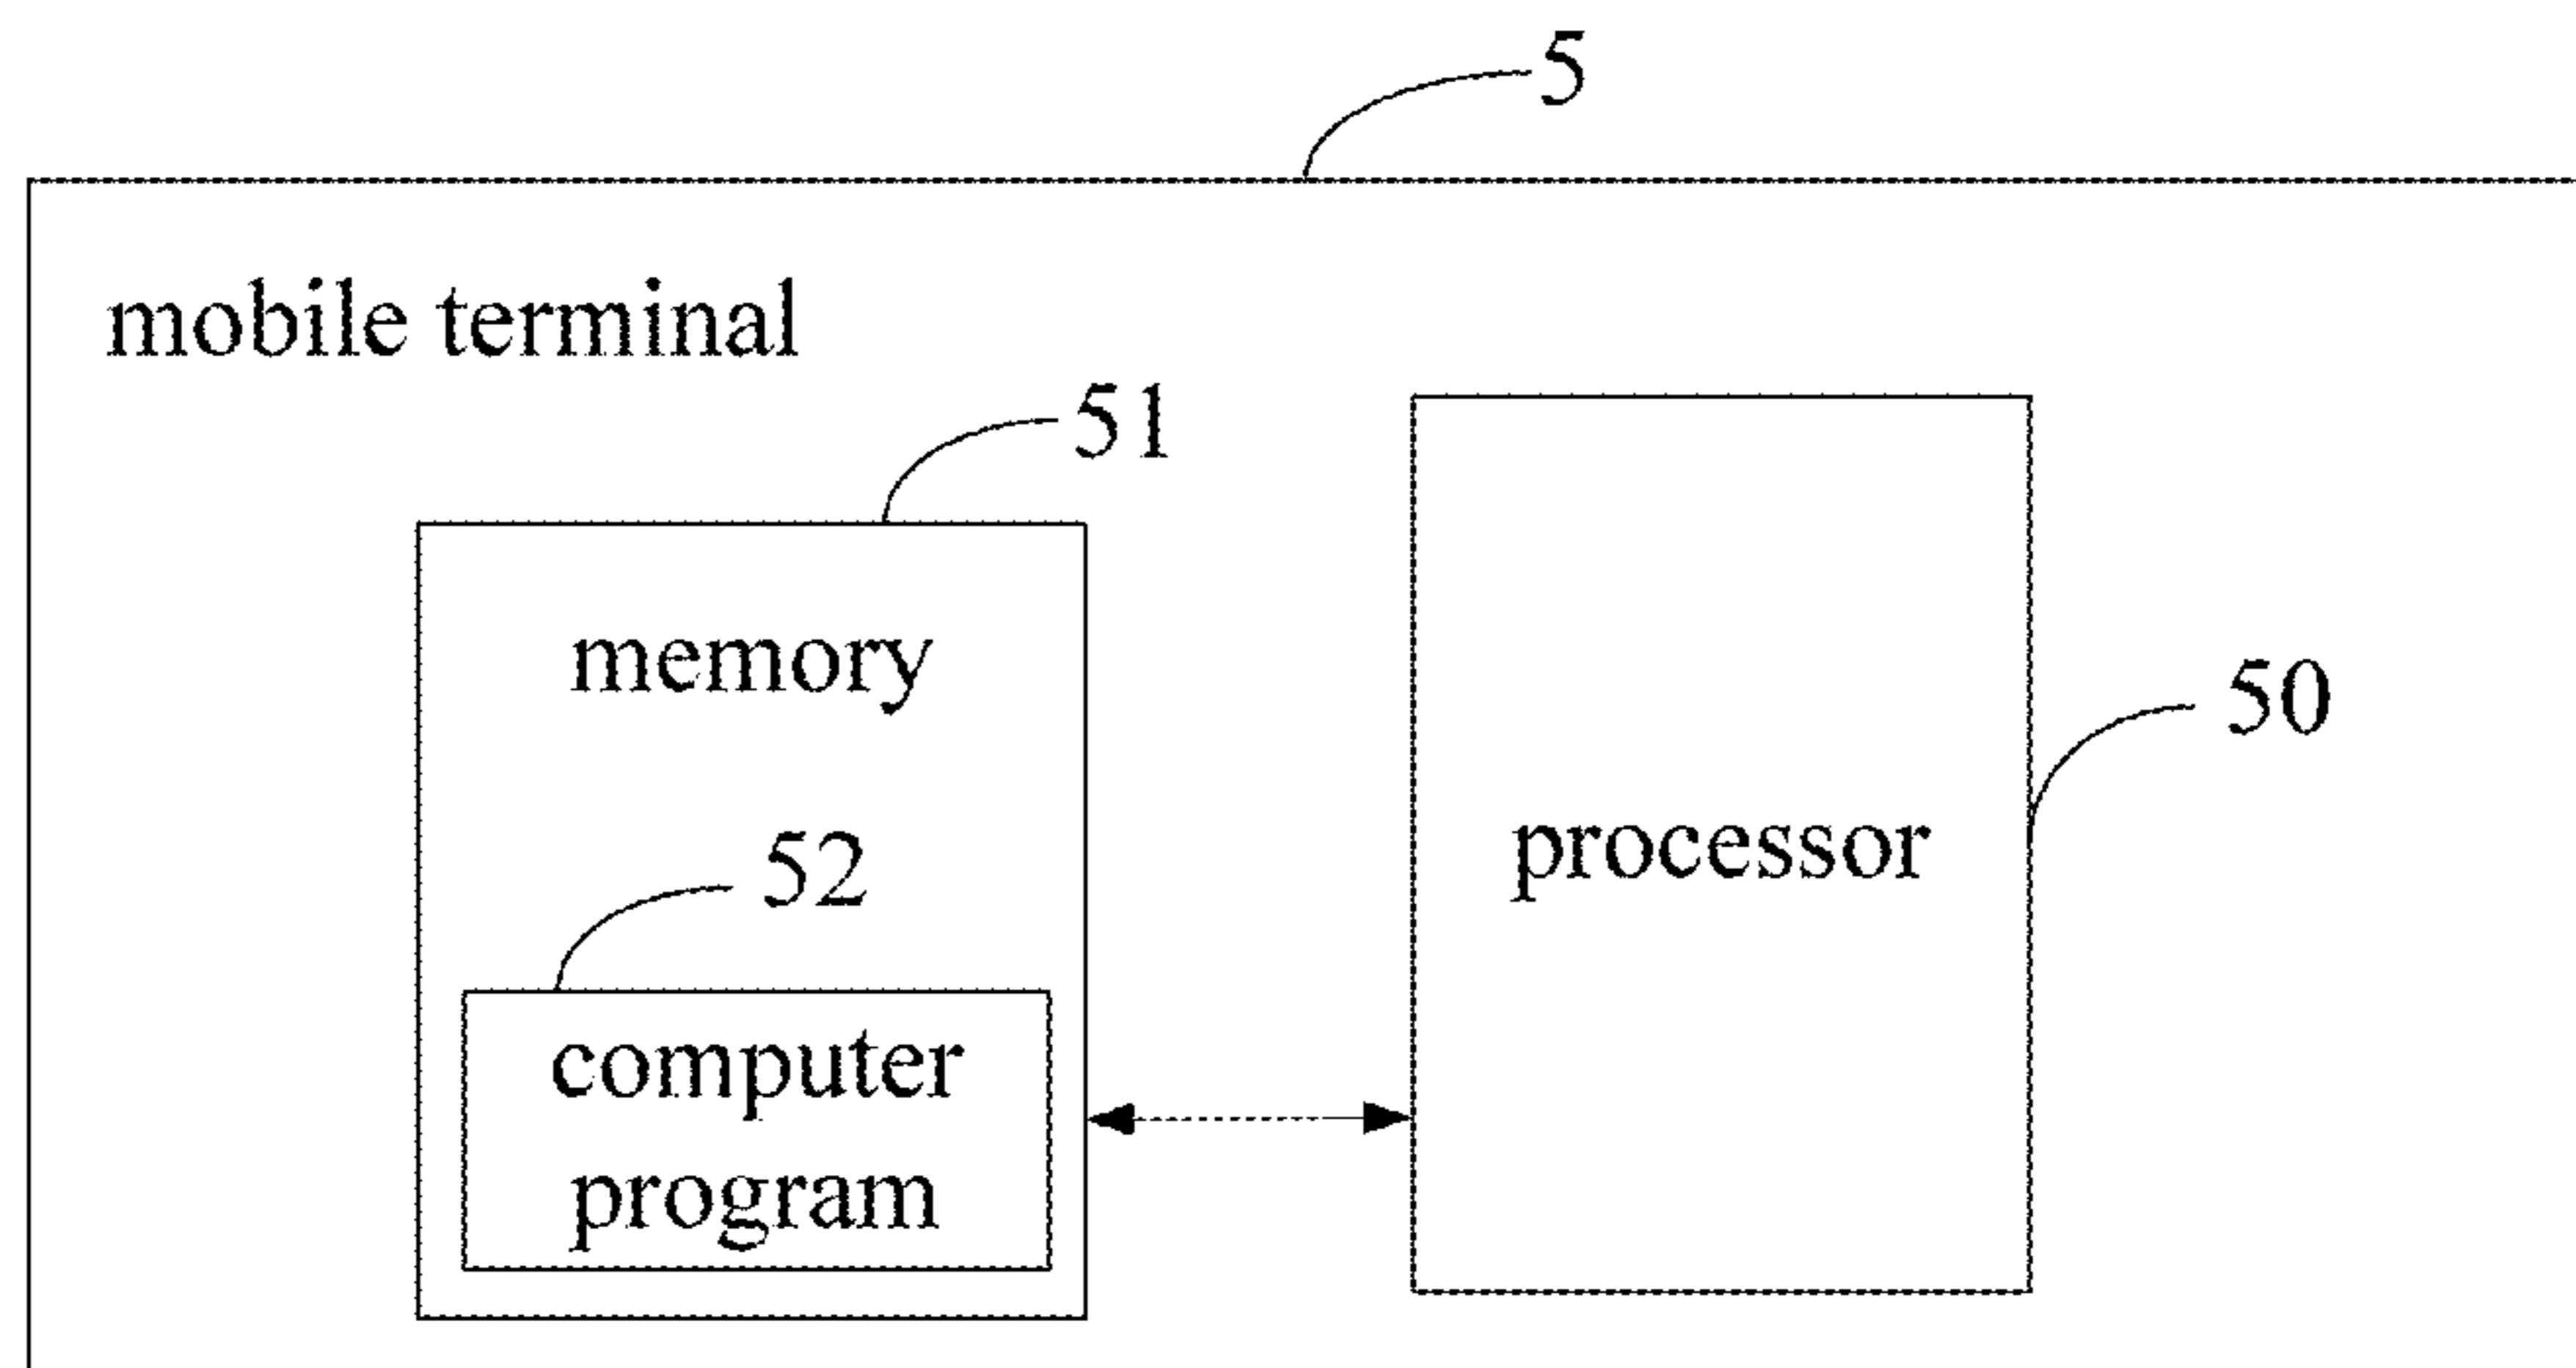 5
mobile terminal
51
memory
50
processor
52
computer
program